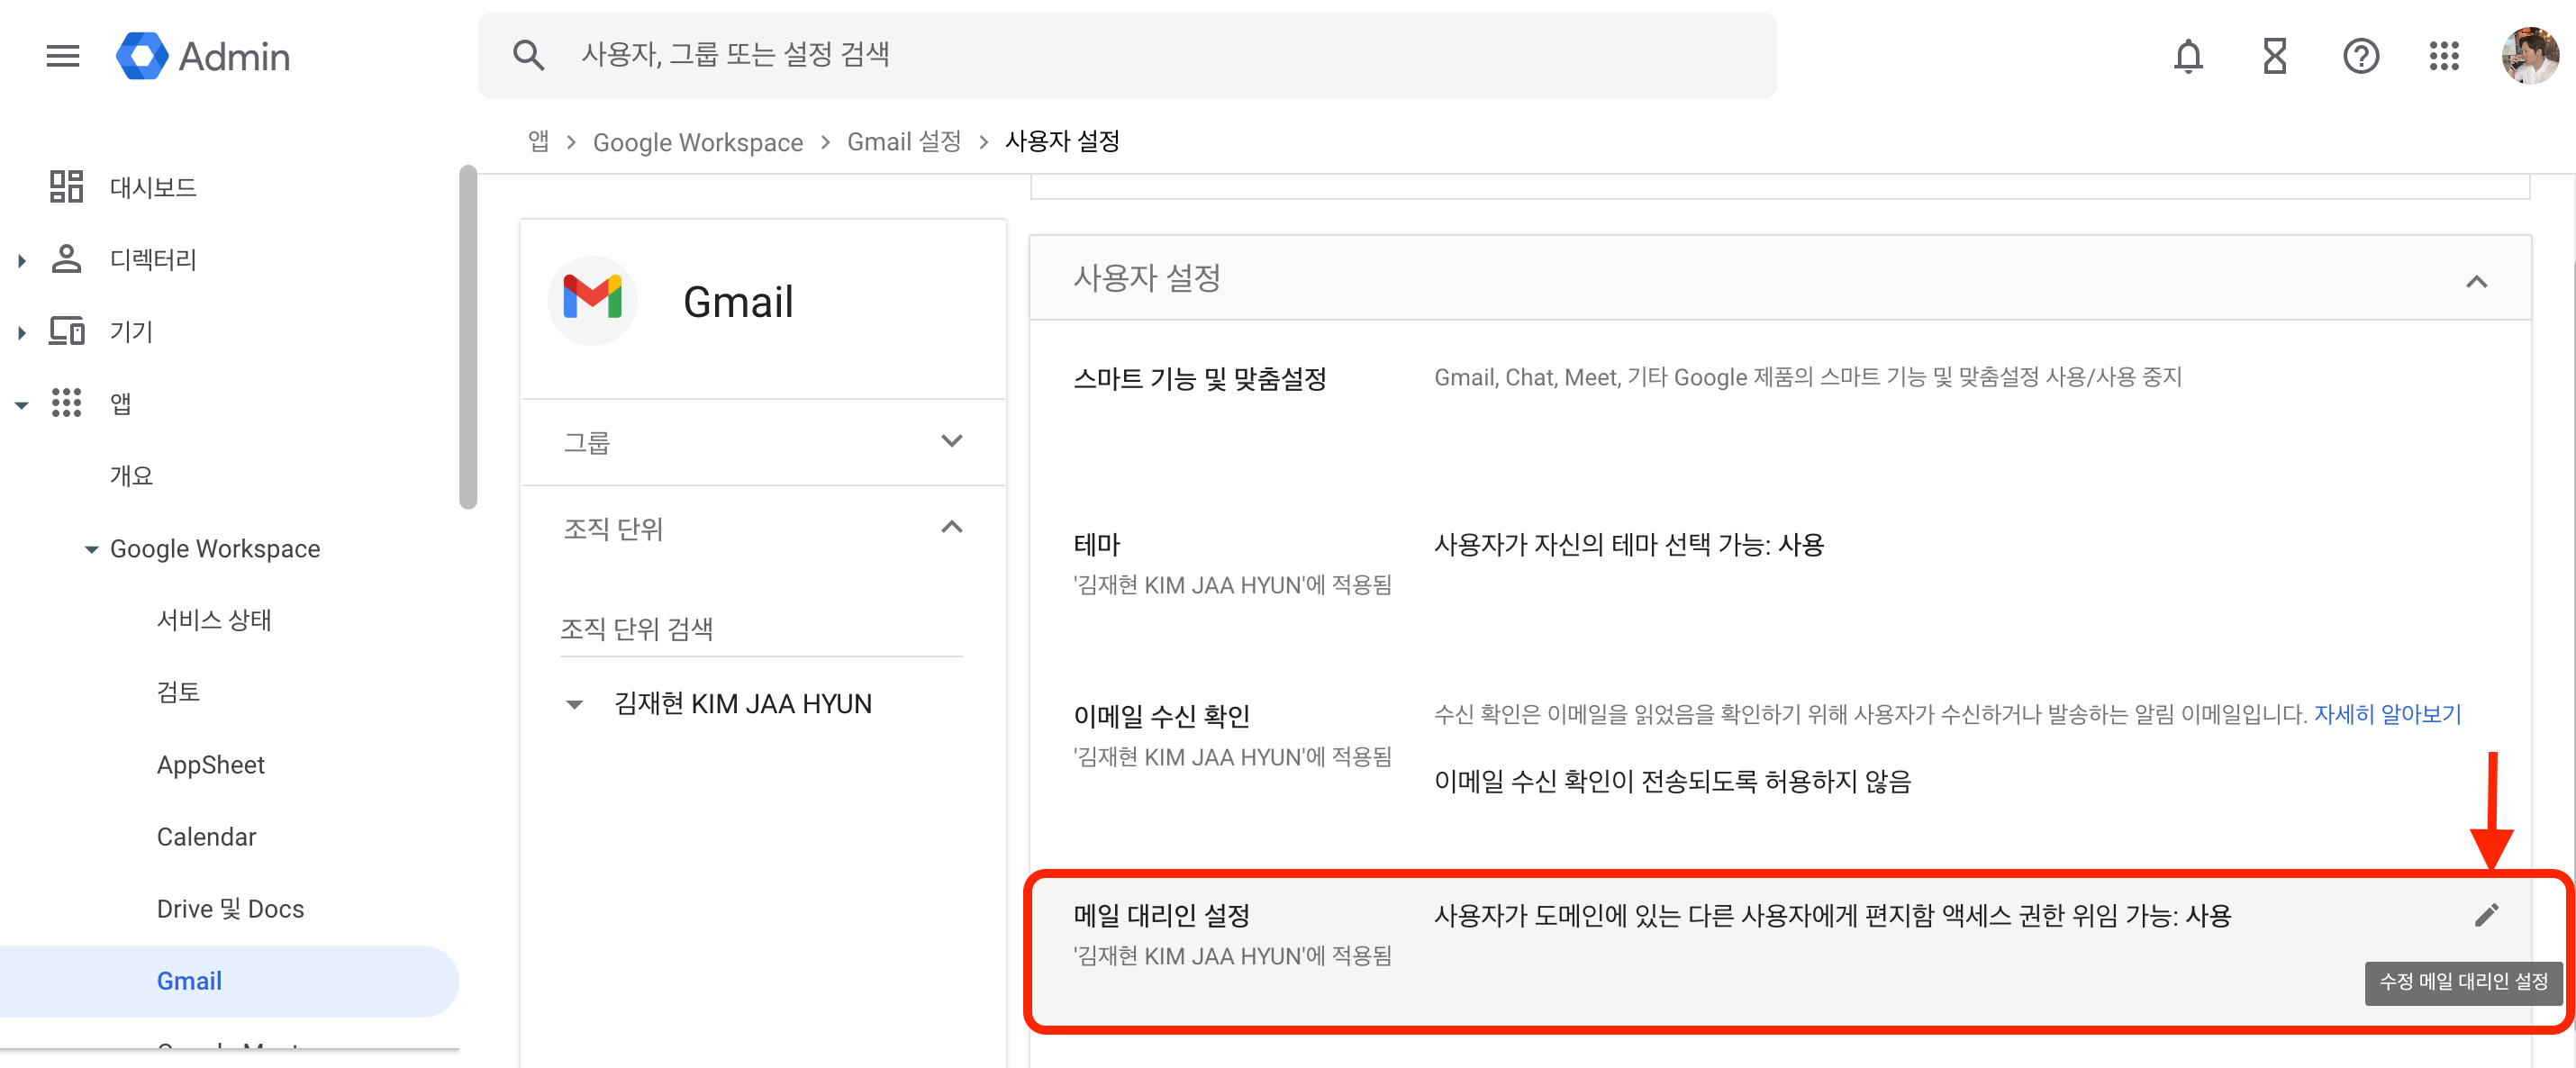 Admin
사용자, 그룹 또는 설정 검색
앱 > Google Workspace > Gmail 설정 > 사용자 설정
대시보드
디렉터리
기기
앱
개요
Google Workspace
서비스 상태
검토
AppSheet
Calendar
Drive 및 Docs
Gmail
Gmail
그룹
조직 단위
조직 단위 검색
김재현 KIM JAA HYUN
사용자 설정
스마트 기능 및 맞춤설정
Gmail, Chat, Meet, 기타 Google 제품의 스마트 기능 및 맞춤설정 사용/사용 중지
테마
'김재현 KIM JAA HYUN'에 적용됨
사용자가 자신의 테마 선택 가능: 사용
이메일 수신 확인
'김재현 KIM JAA HYUN'에 적용됨
수신 확인은 이메일을 읽었음을 확인하기 위해 사용자가 수신하거나 발송하는 알림 이메일입니다. 자세히 알아보기
이메일 수신 확인이 전송되도록 허용하지 않음
메일 대리인 설정
'김재현 KIM JAA HYUN'에 적용됨
사용자가 도메인에 있는 다른 사용자에게 편지함 액세스 권한 위임 가능: 사용
수정 메일 대리인 설정